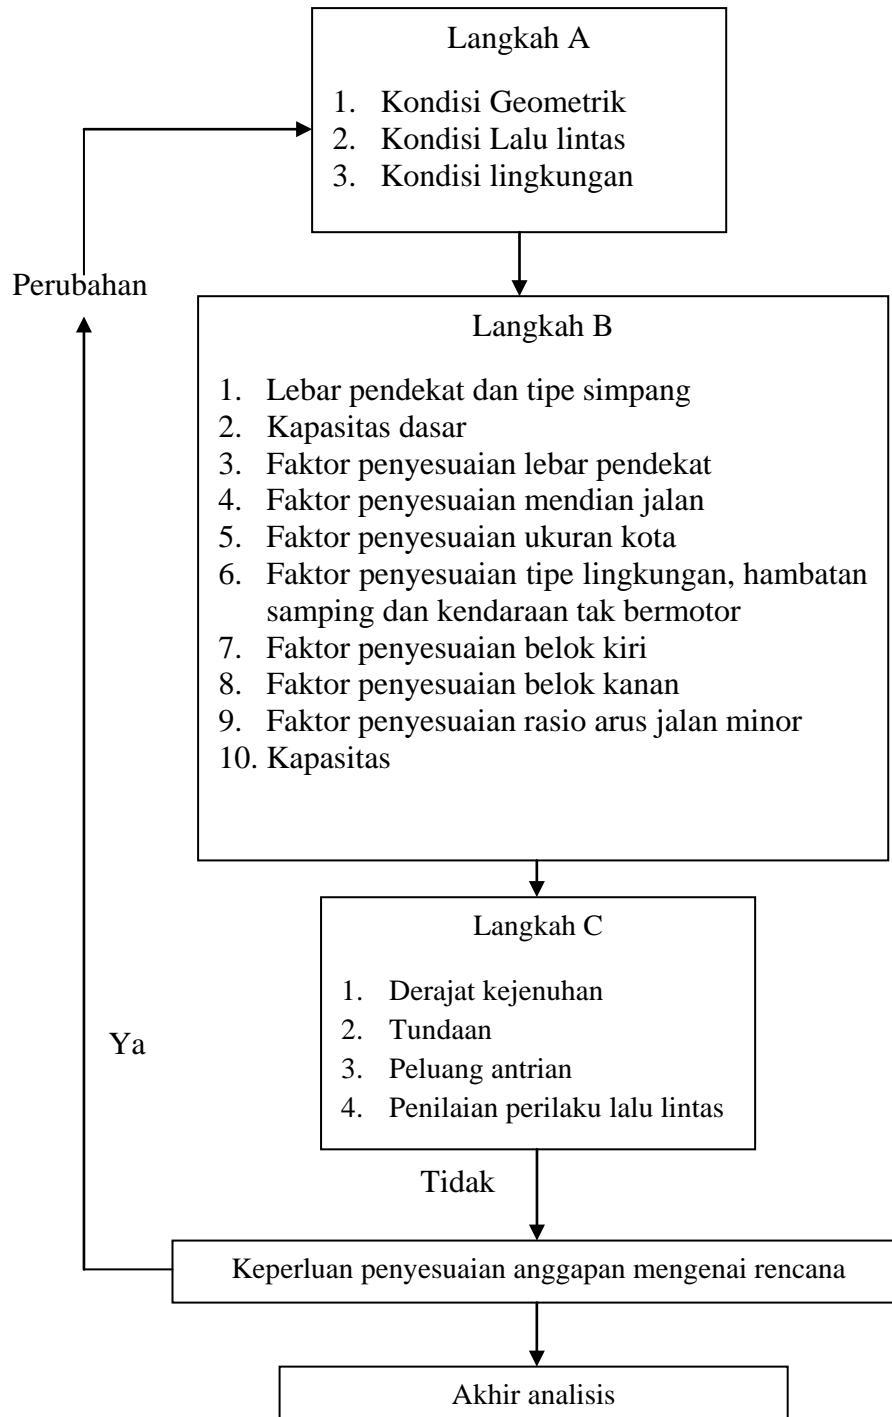 Langkah A
1. Kondisi Geometrik
2. Kondisi Lalu lintas
3. Kondisi lingkungan
Perubahan
Langkah B
1. Lebar pendekat dan tipe simpang
2. Kapasitas dasar
3. Faktor penyesuaian lebar pendekat
4. Faktor penyesuaian mendian jalan
5. Faktor penyesuaian ukuran kota
6. Faktor penyesuaian tipe lingkungan, hambatan
samping dan kendaraan tak bermotor
7. Faktor penyesuaian belok kiri
8. Faktor penyesuaian belok kanan
9. Faktor penyesuaian rasio arus jalan minor
10. Kapasitas
Langkah C
1. Derajat kejenuhan
2. Tundaan
3. Peluang antrian
4. Penilaian perilaku lalu lintas
Ya
Tidak
Keperluan penyesuaian anggapan mengenai rencana
Akhir analisis